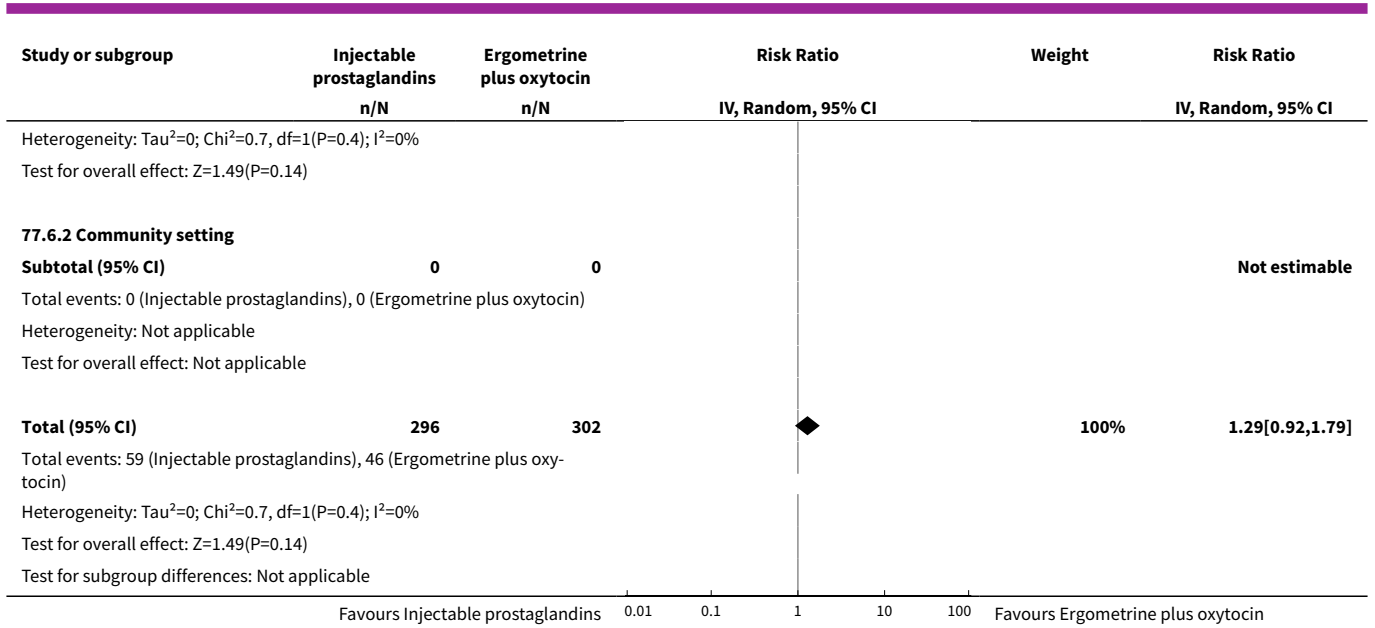 Study or subgroup Injectable prostaglandins Ergometrine plus oxytocin Risk Ratio Weight Risk Ratio
n/N n/N IV, Random, 95% CI IV, Random, 95% CI
Heterogeneity: Tau²=0; Chi²=0.7, df=1(P=0.4); I²=0%
Test for overall effect: Z=1.49(P=0.14)
77.6.2 Community setting
Subtotal (95% CI) 0 0 Not estimable
Total events: 0 (Injectable prostaglandins), 0 (Ergometrine plus oxytocin)
Heterogeneity: Not applicable
Test for overall effect: Not applicable
Total (95% CI) 296 302 100% 1.29[0.92,1.79]
Total events: 59 (Injectable prostaglandins), 46 (Ergometrine plus oxy-
tocin)
Heterogeneity: Tau²=0; Chi²=0.7, df=1(P=0.4); I²=0%
Test for overall effect: Z=1.49(P=0.14)
Test for subgroup differences: Not applicable
Favours Injectable prostaglandins 0.01 0.1 1 10 100 Favours Ergometrine plus oxytocin